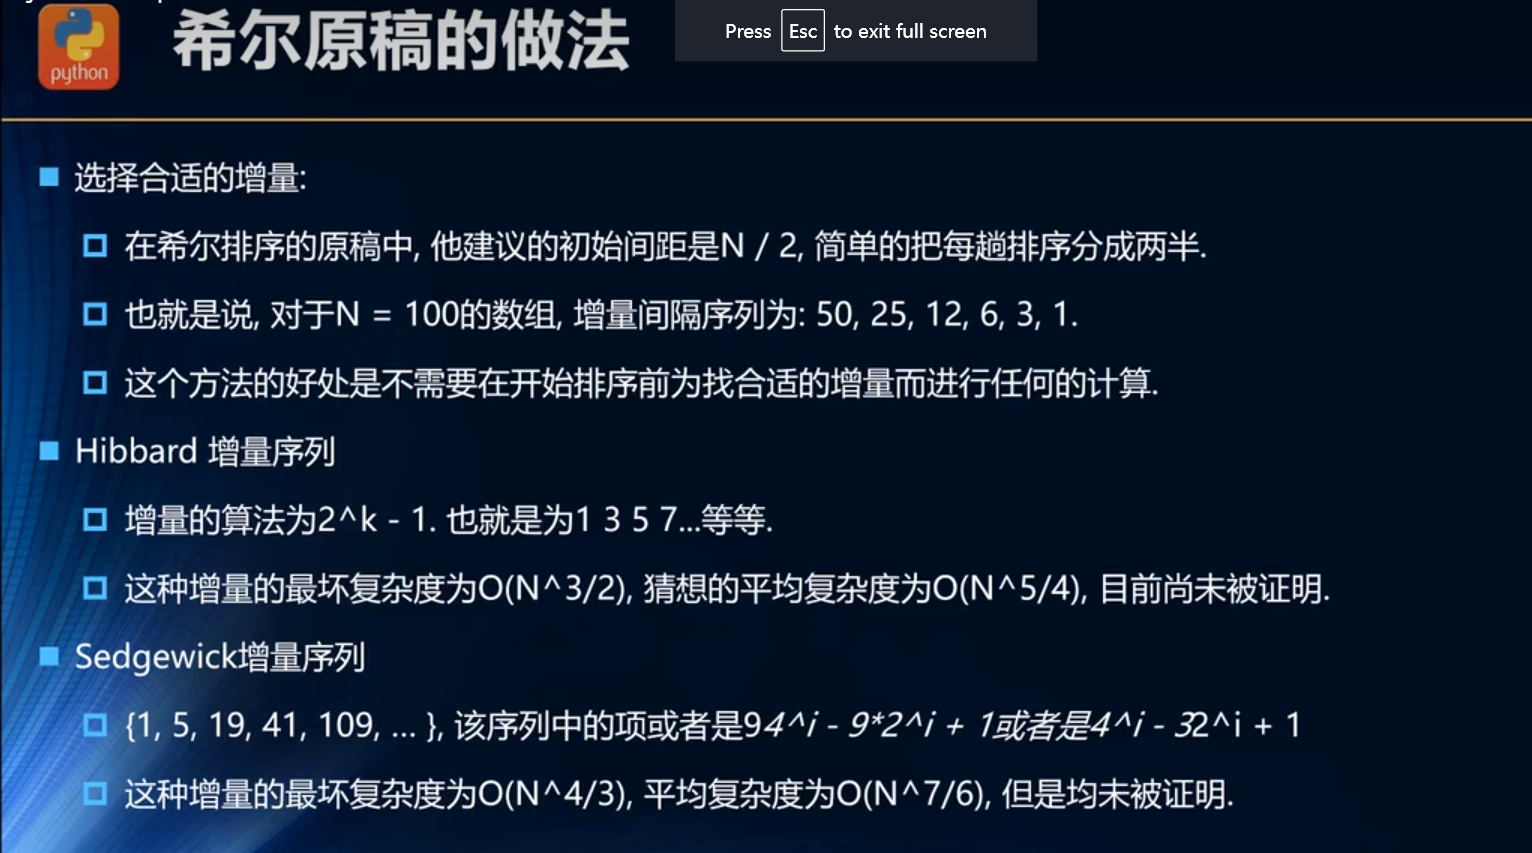 python
希尔原稿的做法
Press Esc to exit full screen
选择合适的增量:
在希尔排序的原稿中, 他建议的初始间距是N / 2, 简单的把每趟排序分成两半.
也就是说, 对于N = 100的数组, 增量间隔序列为: 50, 25, 12, 6, 3, 1.
这个方法的好处是不需要在开始排序前为找合适的增量而进行任何的计算.
Hibbard 增量序列
增量的算法为2^k - 1. 也就是为1 3 5 7...等等.
这种增量的最坏复杂度为O(N^3/2), 猜想的平均复杂度为O(N^5/4), 目前尚未被证明.
Sedgewick增量序列
{1, 5, 19, 41, 109, ... }, 该序列中的项或者是94^i - 9*2^i + 1或者是4^i - 32^i + 1
这种增量的最坏复杂度为O(N^4/3), 平均复杂度为O(N^7/6), 但是均未被证明.